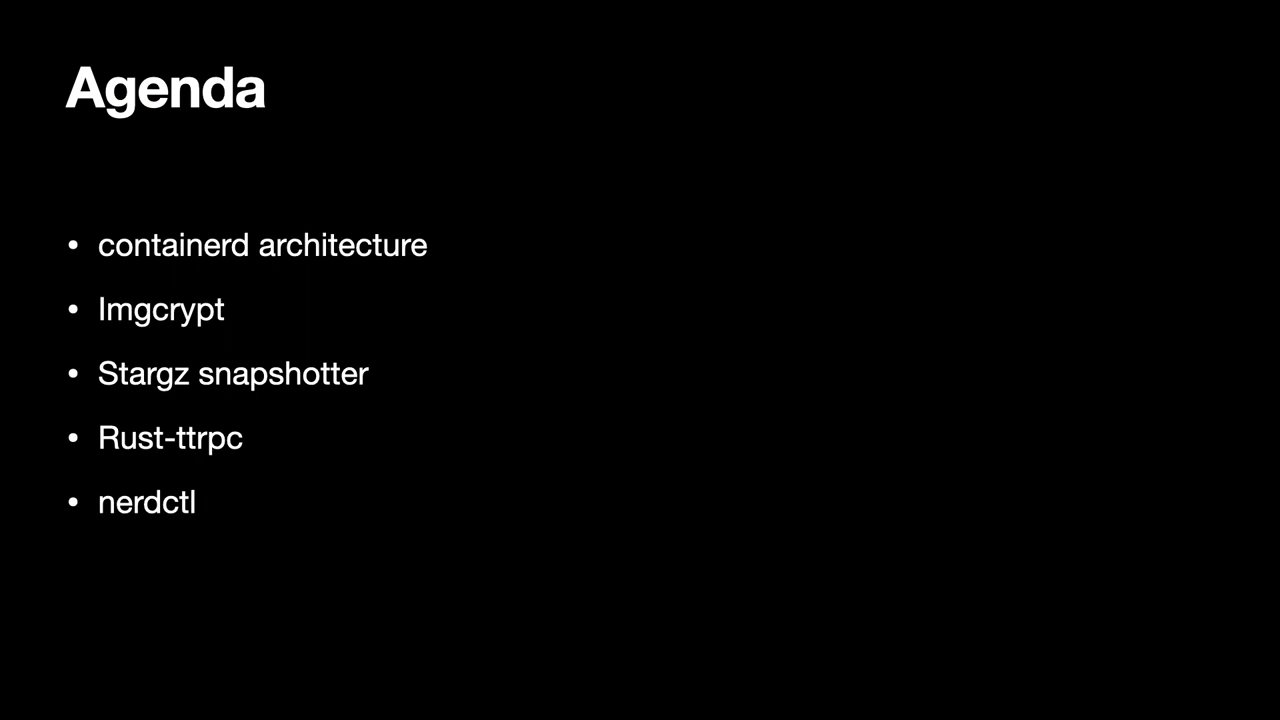 Agenda
• containerd architecture
• Imgcrypt
• Stargz snapshotter
• Rust-ttrpc
• nerdctl